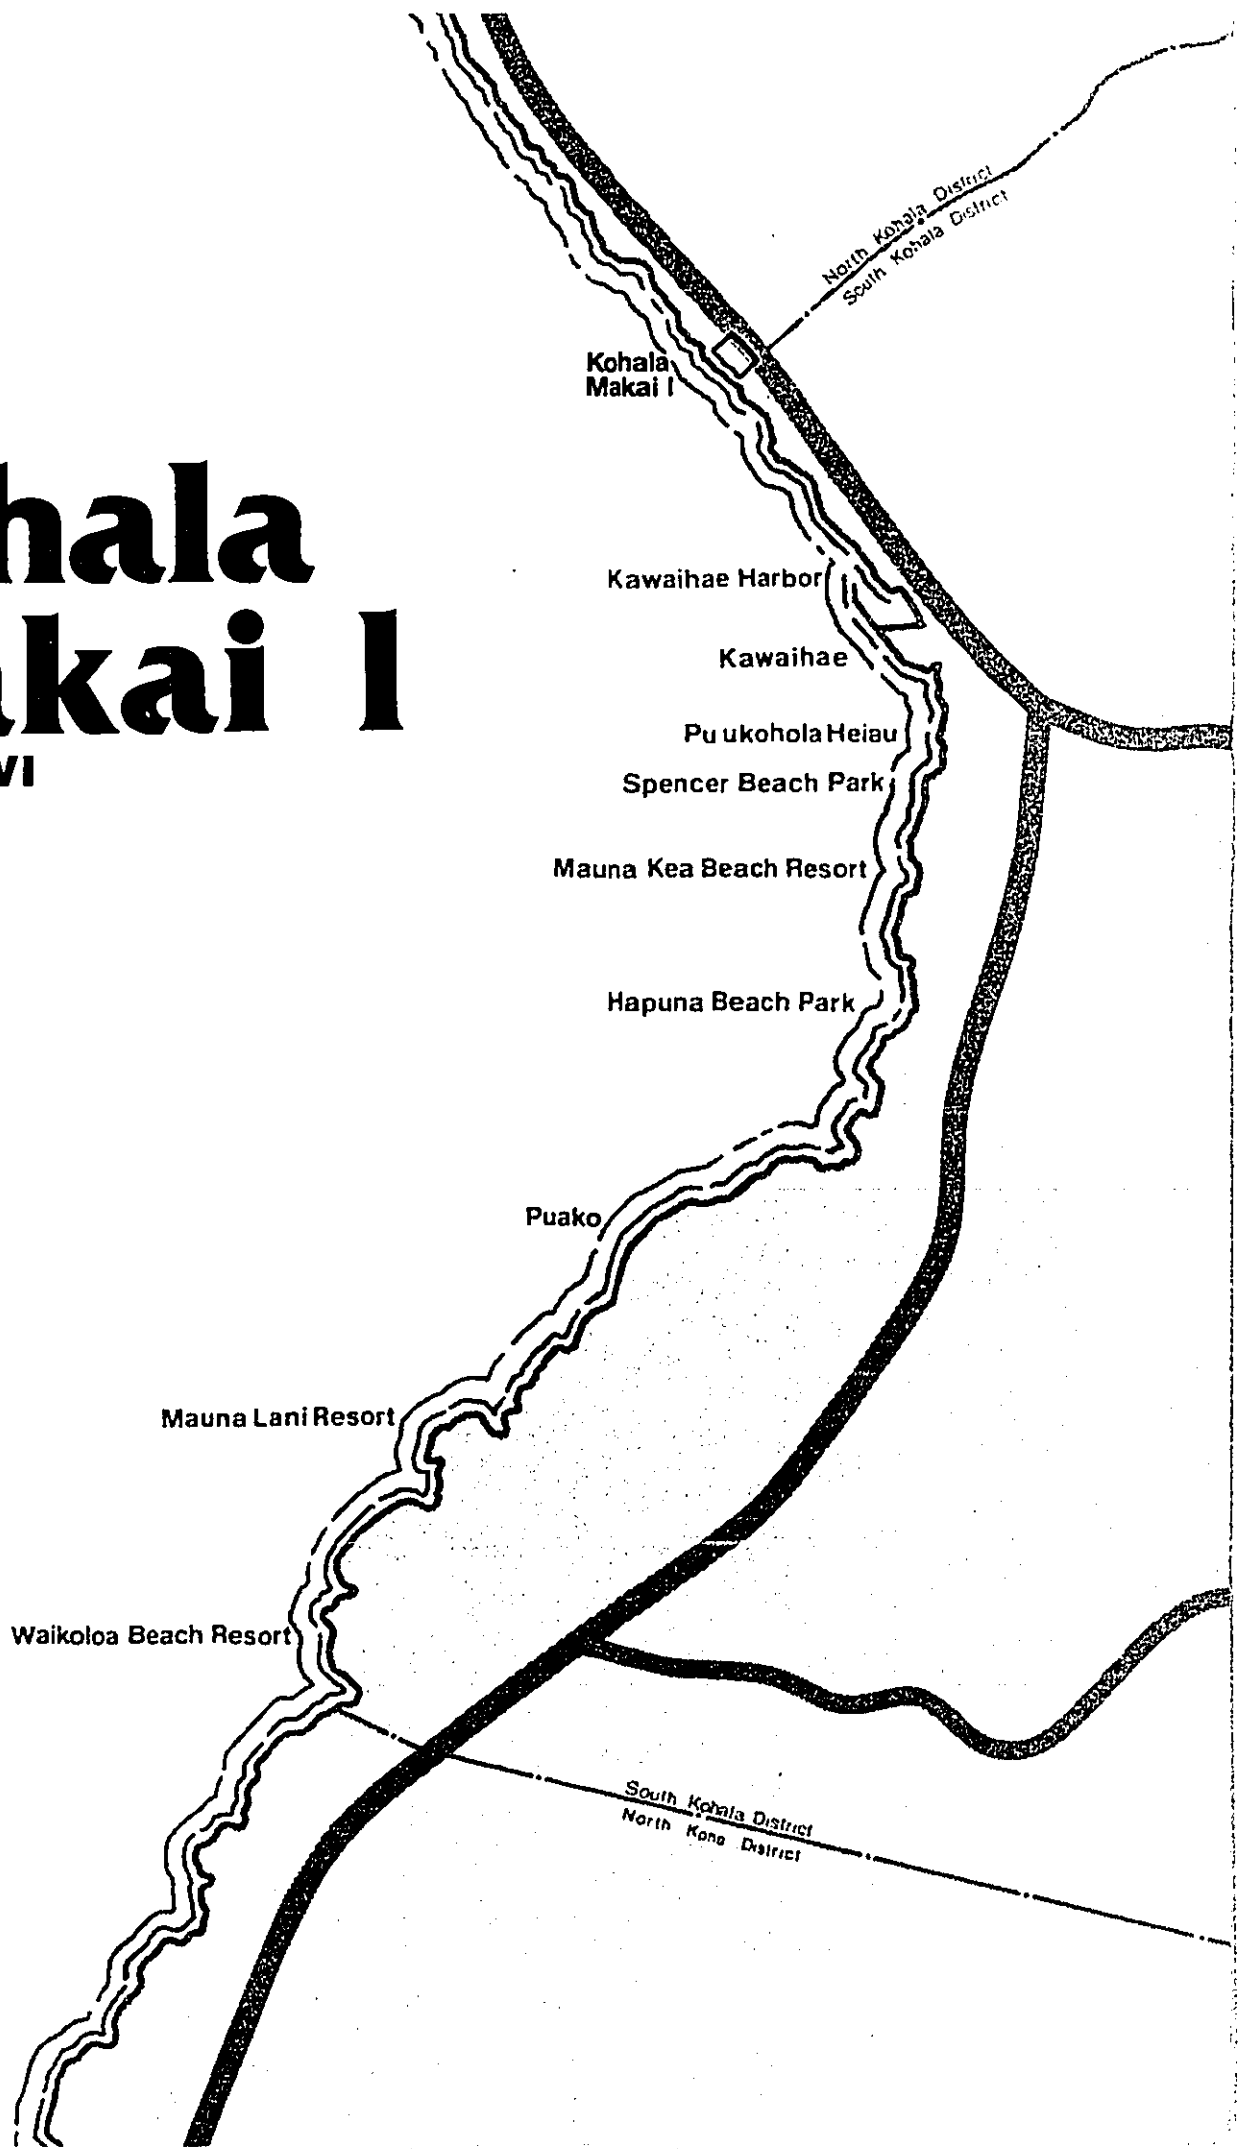 North Kohala District
South Kohala District
Kohala
Makai I
hala
akai I
WI
Kawaihae Harbor
Kawaihae
Pu ukohola Heiau
Spencer Beach Park
Mauna Kea Beach Resort
Hapuna Beach Park
Puako
Mauna Lani Resort
Waikoloa Beach Resort
South Kohala District
North Kona District